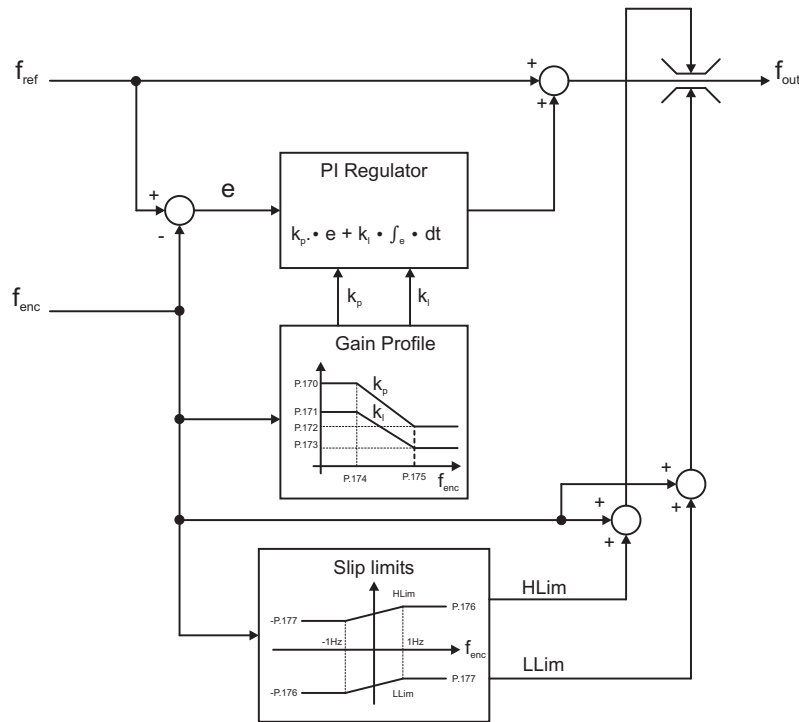 +
f_ref
+
f_out
PI Regulator
e
+
-
k_p. • e + k_I • ∫_e • dt
f_enc
k_p
k_I
Gain Profile
P.170
k_p
P.171
k_I
P.172
P.173
P.174
P.175
f_enc
+
+
+
+
Slip limits
HLim
HLim
-P.177
P.176
-1Hz
1Hz
f_enc
LLim
-P.176
P.177
LLim